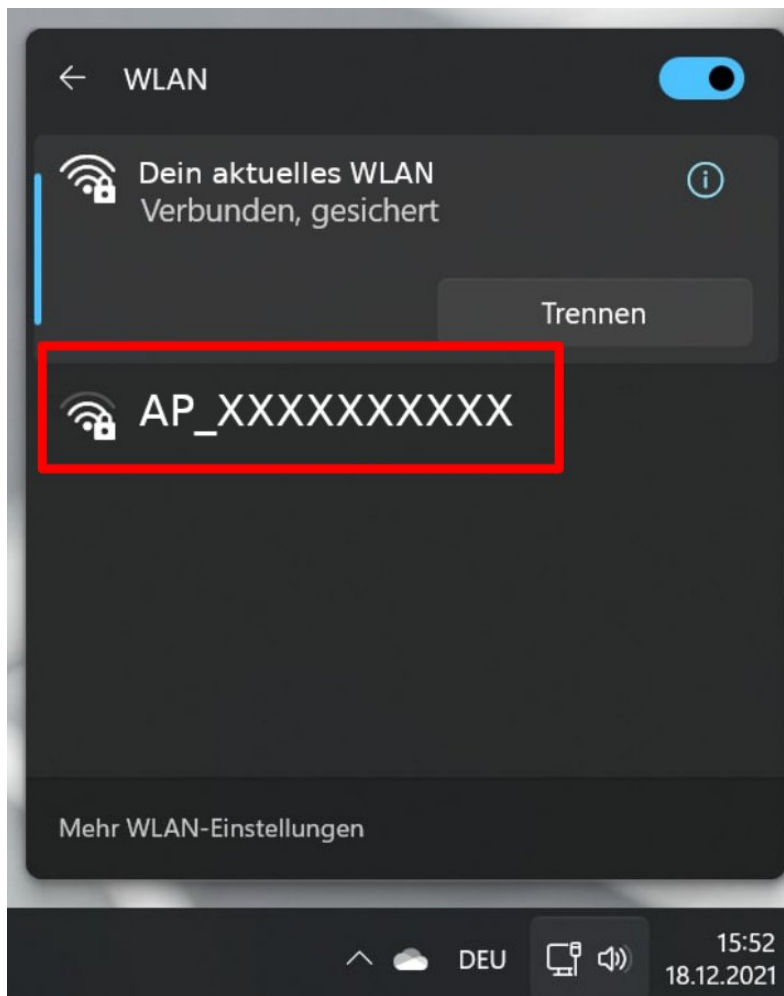 WLAN
Dein aktuelles WLAN
Verbunden, gesichert
Trennen
AP_XXXXXXXXXX
Mehr WLAN-Einstellungen
DEU
15:52
18.12.2021